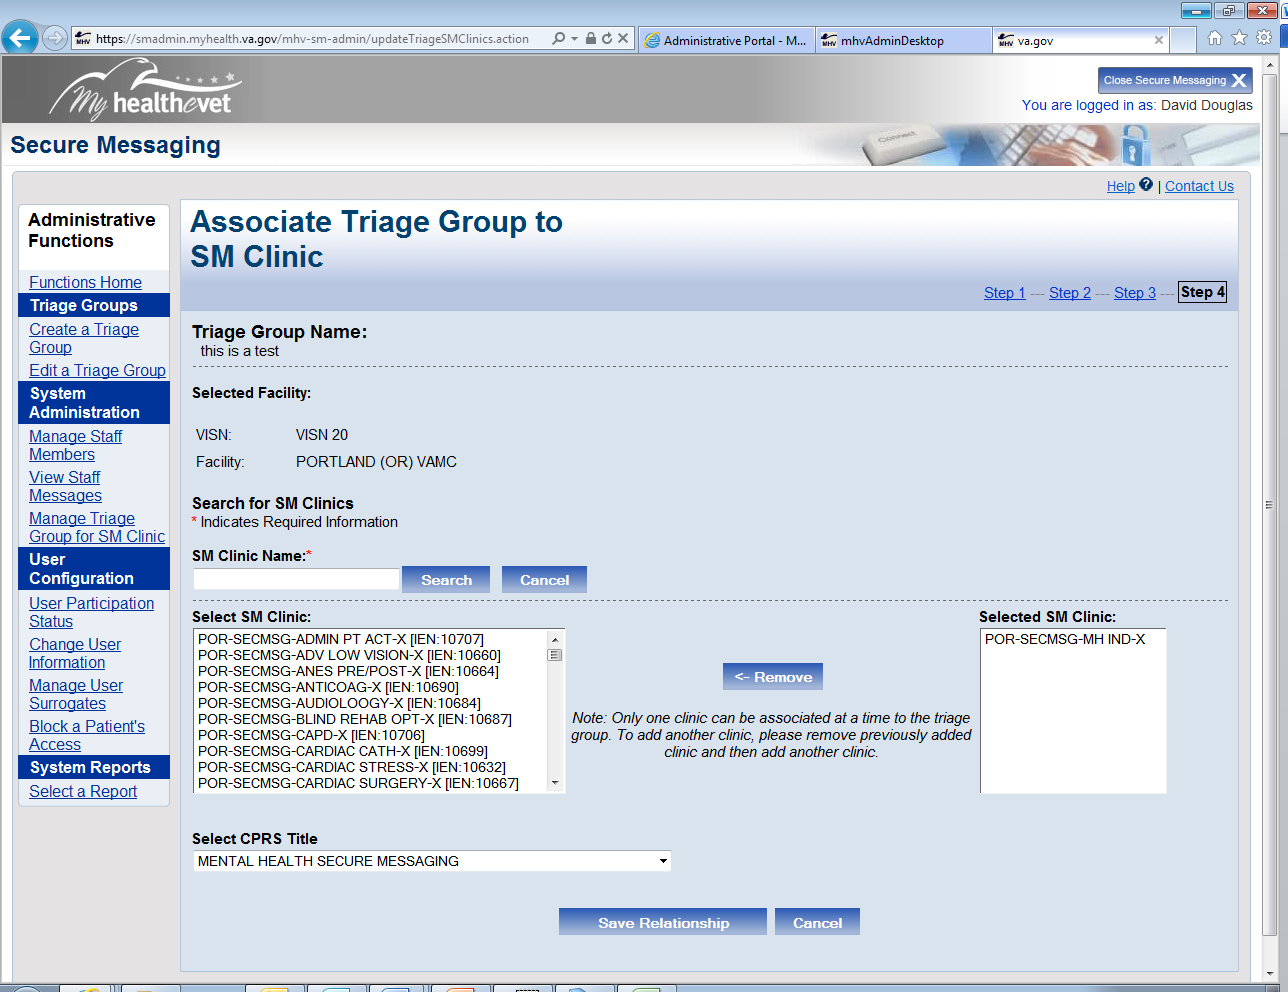 https://smadmin.myhealth.va.gov/mhv-sm-admin/updateTriageSMClinics.action
Administrative Portal - M...
MHV mhvAdminDesktop
MHV va.gov
My healthevet
Close Secure Messaging X
You are logged in as: David Douglas
Secure Messaging
Connect
Help ? | Contact Us
Administrative
Functions
Functions Home
Triage Groups
Create a Triage
Group
Edit a Triage Group
System
Administration
Manage Staff
Members
View Staff
Messages
Manage Triage
Group for SM Clinic
User
Configuration
User Participation
Status
Change User
Information
Manage User
Surrogates
Block a Patient's
Access
System Reports
Select a Report
Associate Triage Group to
SM Clinic
Step 1 --- Step 2 --- Step 3 --- Step 4
Triage Group Name:
this is a test
Selected Facility:
VISN: VISN 20
Facility: PORTLAND (OR) VAMC
Search for SM Clinics
* Indicates Required Information
SM Clinic Name:*
Search Cancel
Select SM Clinic:
POR-SECMSG-ADMIN PT ACT-X [IEN:10707]
POR-SECMSG-ADV LOW VISION-X [IEN:10660]
POR-SECMSG-ANES PRE/POST-X [IEN:10664]
POR-SECMSG-ANTICOAG-X [IEN:10690]
POR-SECMSG-AUDIOLOOGY-X [IEN:10684]
POR-SECMSG-BLIND REHAB OPT-X [IEN:10687]
POR-SECMSG-CAPD-X [IEN:10706]
POR-SECMSG-CARDIAC CATH-X [IEN:10699]
POR-SECMSG-CARDIAC STRESS-X [IEN:10632]
POR-SECMSG-CARDIAC SURGERY-X [IEN:10667]
<- Remove
Note: Only one clinic can be associated at a time to the triage
group. To add another clinic, please remove previously added
clinic and then add another clinic.
Selected SM Clinic:
POR-SECMSG-MH IND-X
Select CPRS Title
MENTAL HEALTH SECURE MESSAGING
Save Relationship Cancel